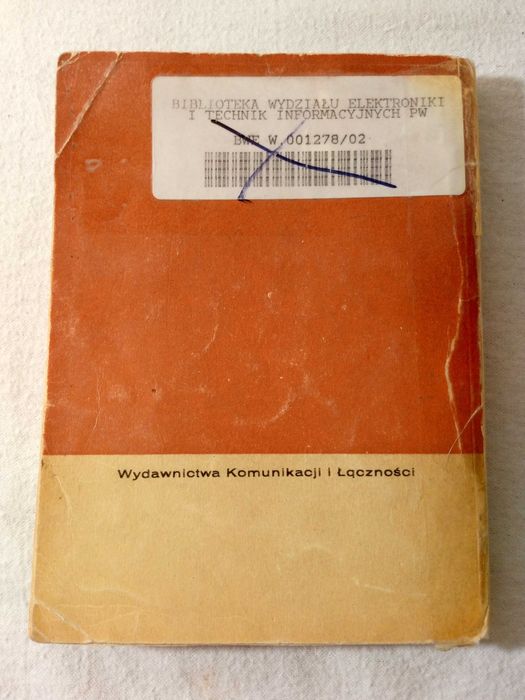 BIBLIOTEKA WYDZIAŁU ELEKTRONIKI
I TECHNIK INFORMACYJNYCH PW
BWE W.001278/02
Wydawnictwa Komunikacji i Łączności